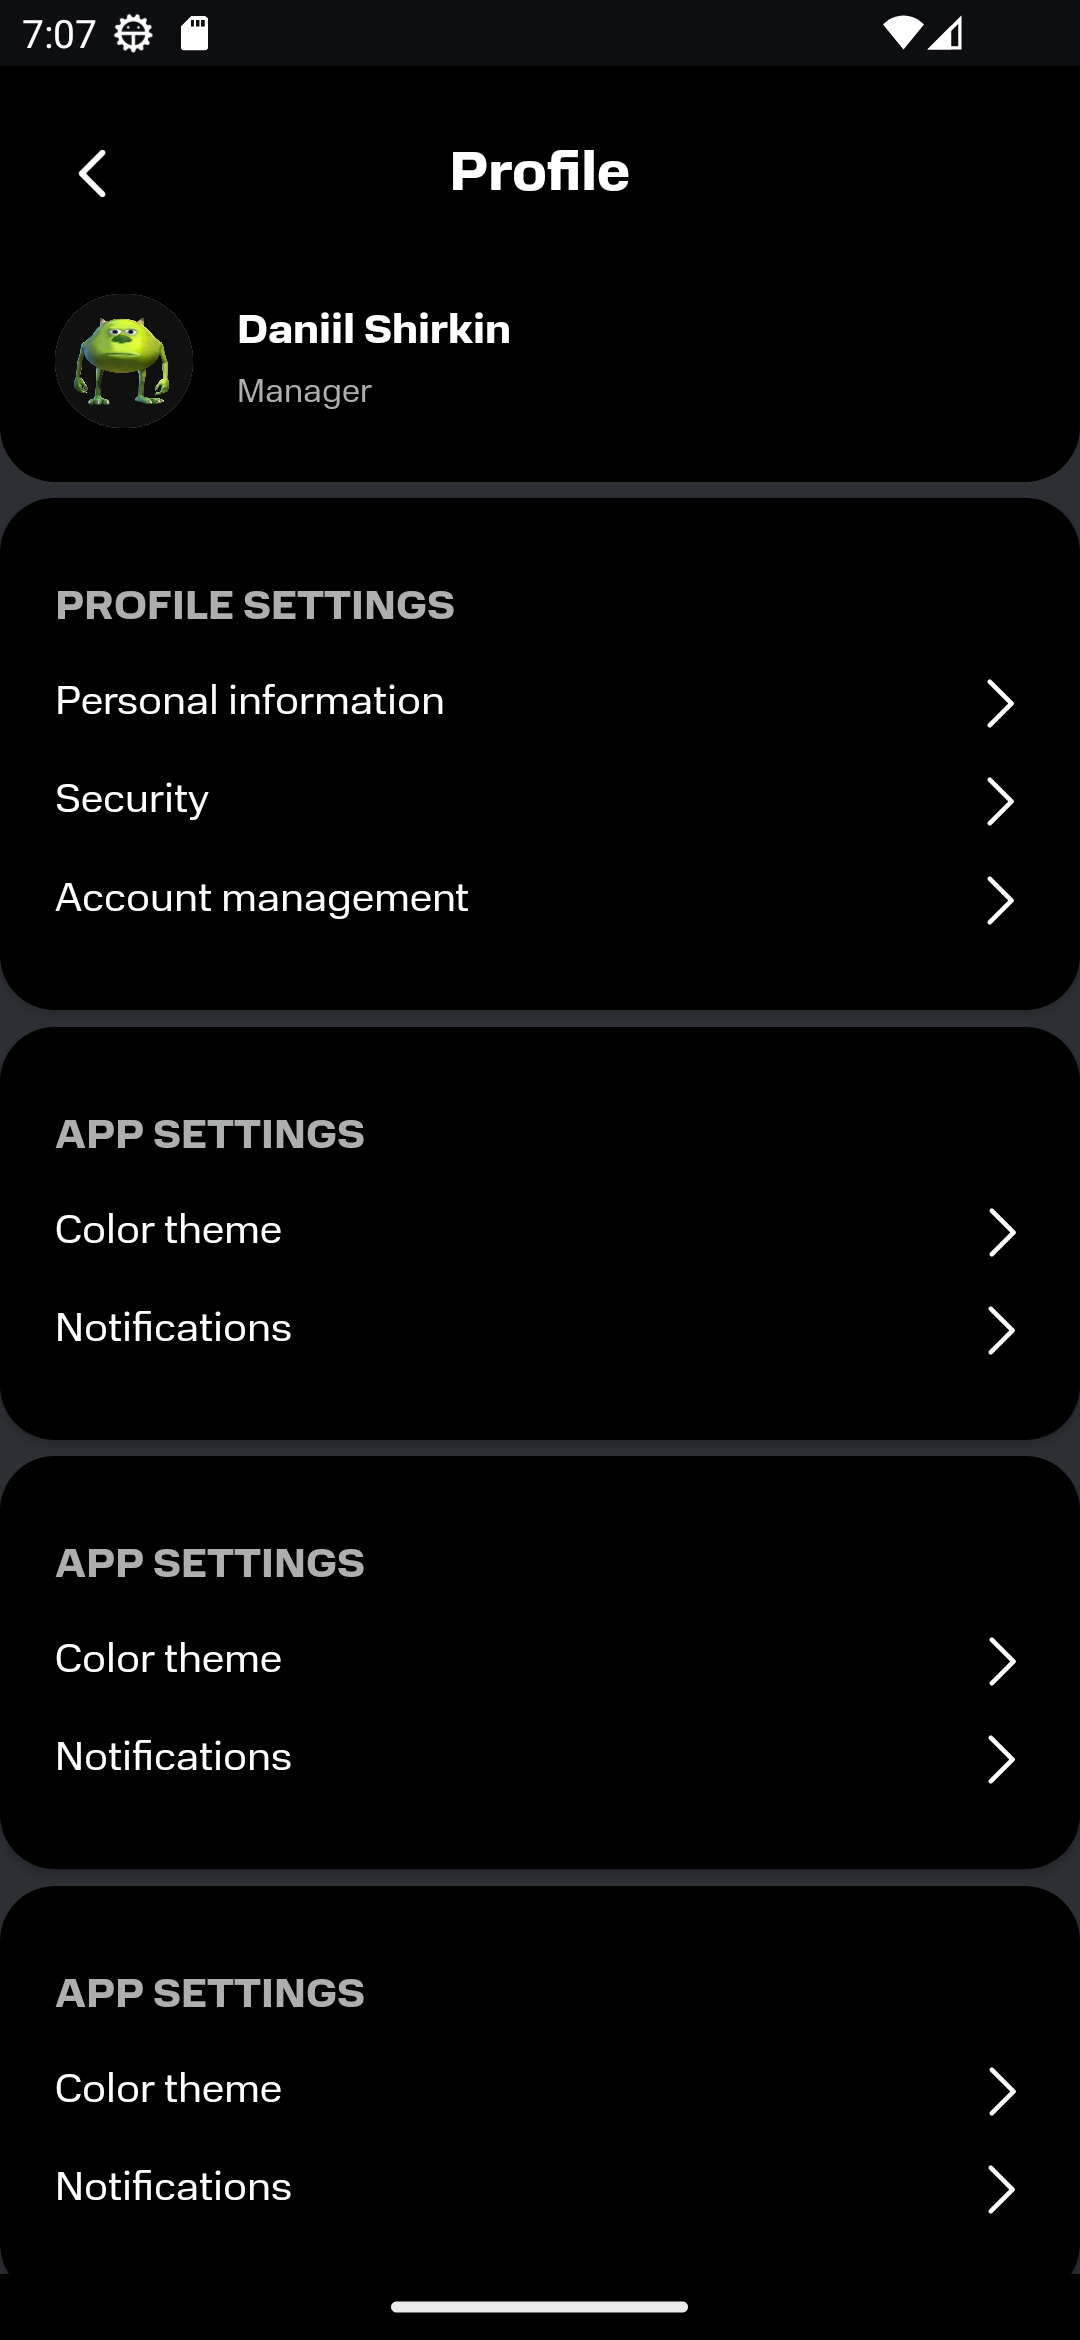 7:07
Profile
Daniil Shirkin
Manager
PROFILE SETTINGS
Personal information
Security
Account management
APP SETTINGS
Color theme
Notifications
APP SETTINGS
Color theme
Notifications
APP SETTINGS
Color theme
Notifications